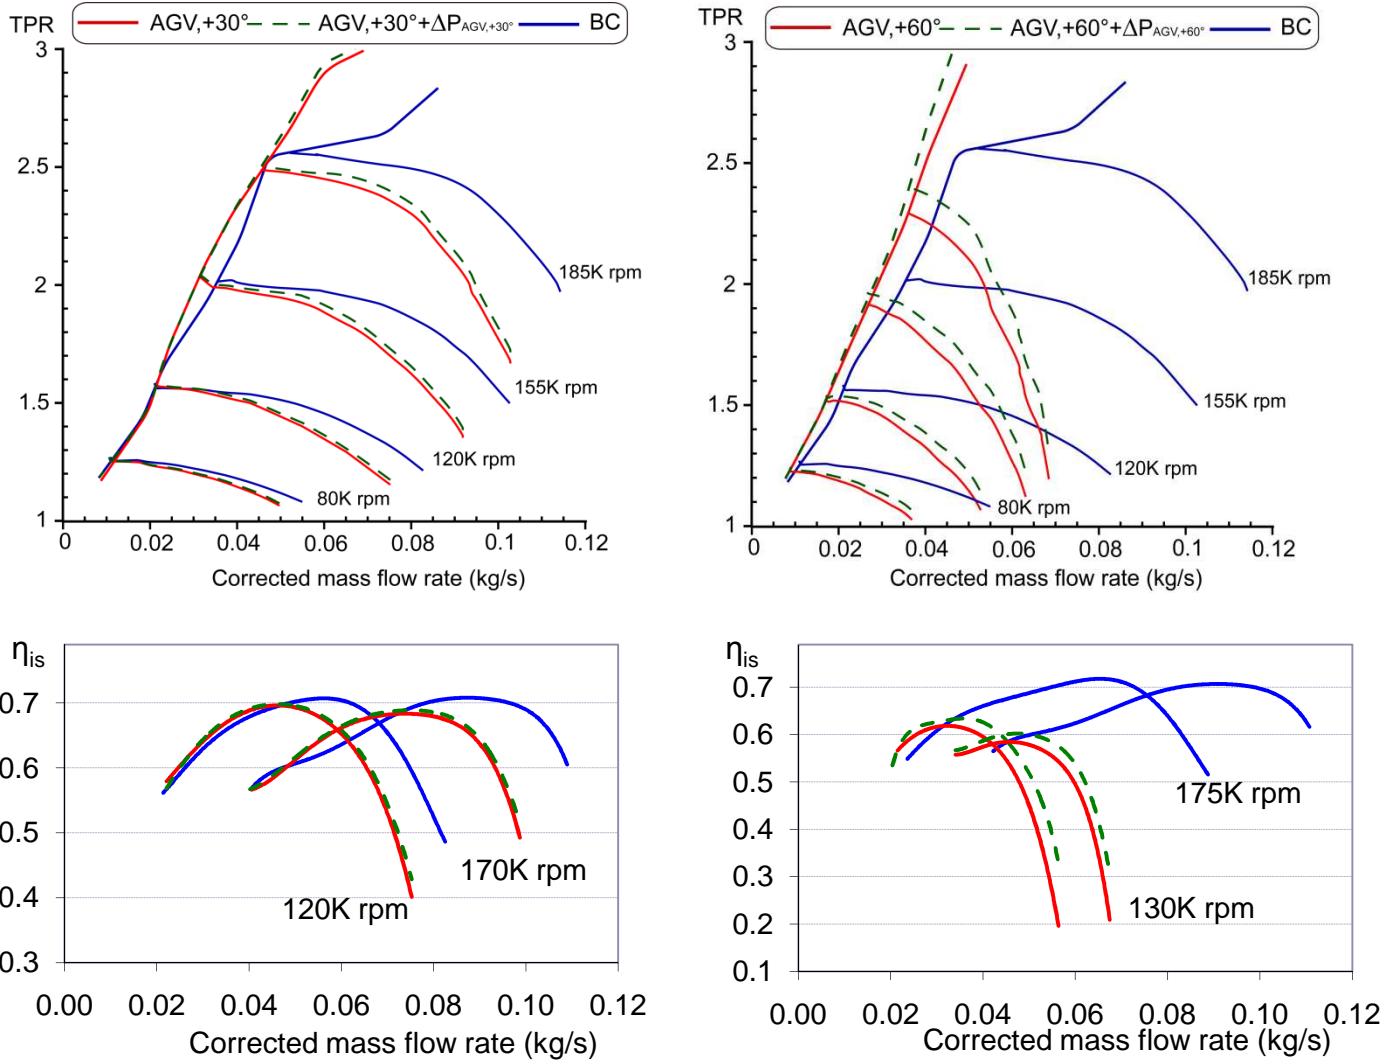 TPR
AGV,+30° AGV,+30°+ΔPAGV,+30° BC
3
2.5
2
1.5
1
185K rpm
155K rpm
120K rpm
80K rpm
0 0.02 0.04 0.06 0.08 0.1 0.12
Corrected mass flow rate (kg/s)
TPR
AGV,+60° AGV,+60°+ΔPAGV,+60° BC
3
2.5
2
1.5
1
185K rpm
155K rpm
120K rpm
80K rpm
0 0.02 0.04 0.06 0.08 0.1 0.12
Corrected mass flow rate (kg/s)
ηis
0.7
0.6
0.5
0.4
0.3
170K rpm
120K rpm
0.00 0.02 0.04 0.06 0.08 0.10 0.12
Corrected mass flow rate (kg/s)
ηis
0.7
0.6
0.5
0.4
0.3
0.2
0.1
175K rpm
130K rpm
0.00 0.02 0.04 0.06 0.08 0.10 0.12
Corrected mass flow rate (kg/s)